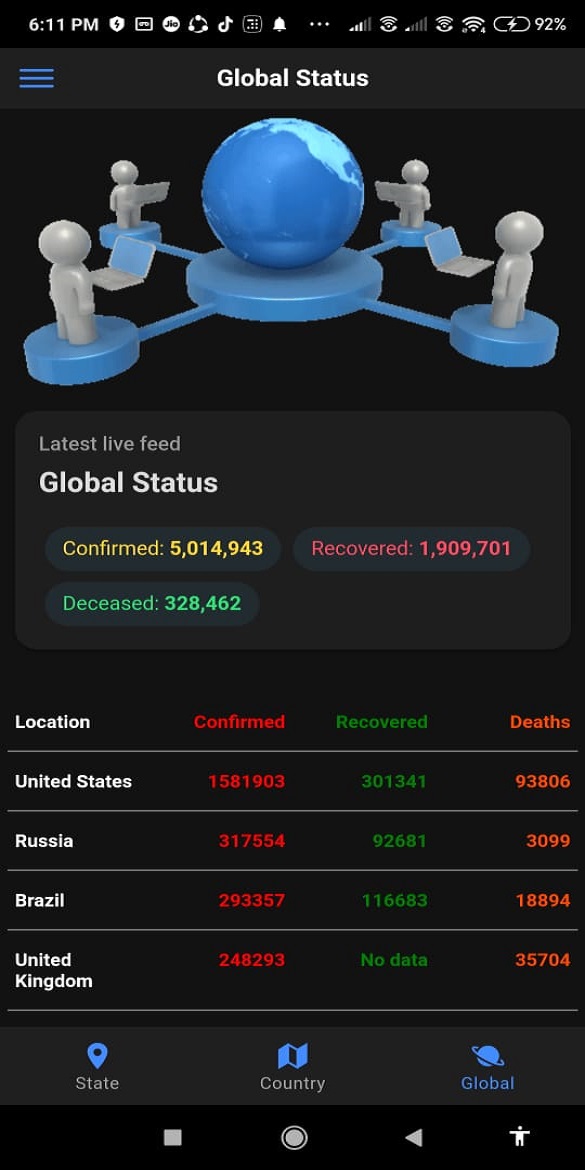 6:11 PM Jio ... 92%
Global Status
Latest live feed
Global Status
Confirmed: 5,014,943 Recovered: 1,909,701
Deceased: 328,462
Location Confirmed Recovered Deaths
United States 1581903 301341 93806
Russia 317554 92681 3099
Brazil 293357 116683 18894
United 248293 No data 35704
Kingdom
State Country Global